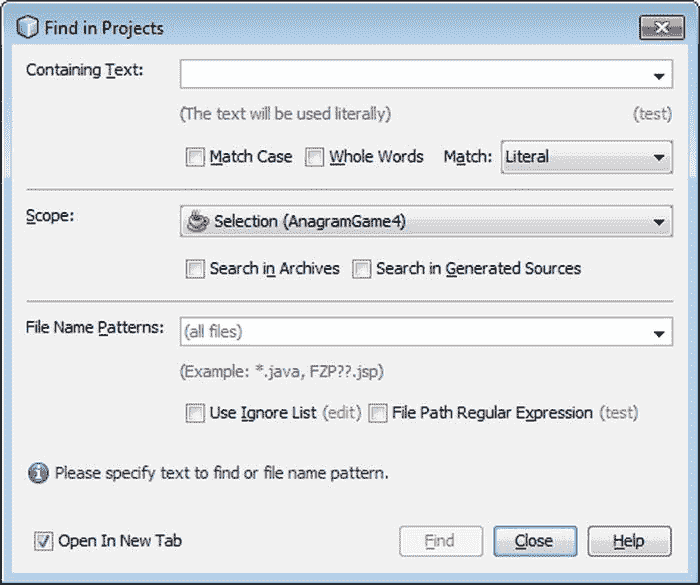 Find in Projects
Containing Text:
(The text will be used literally) (test)
Match Case Whole Words Match: Literal
Scope: Selection (AnagramGame4)
Search in Archives Search in Generated Sources
File Name Patterns: (all files)
(Example: *.java, FZP??.jsp)
Use Ignore List (edit) File Path Regular Expression (test)
Please specify text to find or file name pattern.
Open In New Tab Find Close Help